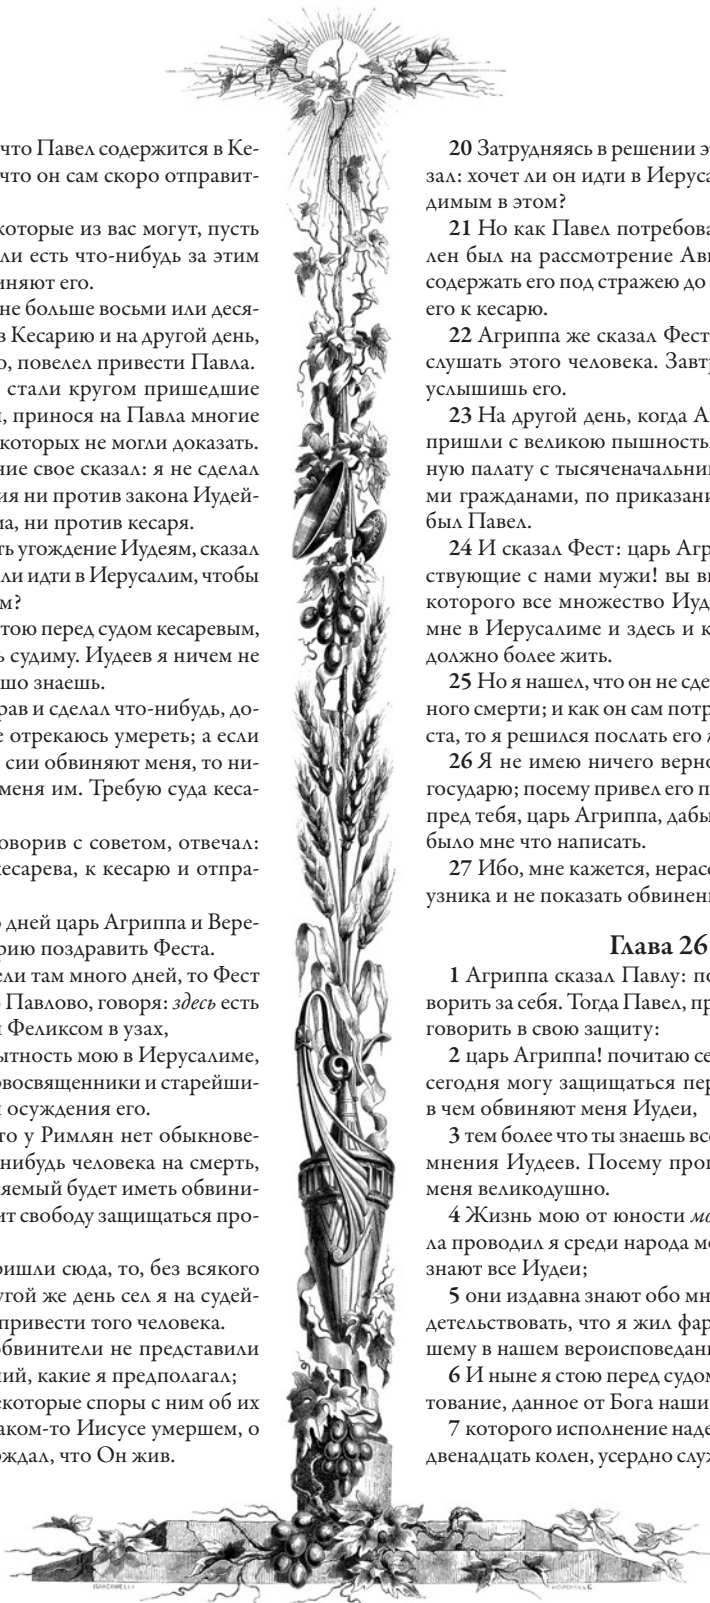 что Павел содержится в Ке-
что он сам скоро отправит-
которые из вас могут, пусть
ли есть что-нибудь за этим
иняют его.
не больше восьми или деся-
в Кесарию и на другой день,
о, повелел привести Павла.
стали кругом пришедшие
, принося на Павла многие
которых не могли доказать.
ние свое сказал: я не сделал
ия ни против закона Иудей-
ма, ни против кесаря.
ть угождение Иудеям, сказал
ли идти в Иерусалим, чтобы
м?
тою перед судом кесаревым,
ь судиму. Иудеев я ничем не
шо знаешь.
рав и сделал что-нибудь, до-
е отрекаюсь умереть; а если
сии обвиняют меня, то ни-
меня им. Требую суда кеса-
оворив с советом, отвечал:
кесарева, к кесарю и отпра-
о дней царь Агриппа и Вере-
рию поздравить Феста.
ели там много дней, то Фест
Павлово, говоря: здесь есть
Феликсом в узах,
ытность мою в Иерусалиме,
овосвященники и старейши-
осуждения его.
то у Римлян нет обыкнове-
нибудь человека на смерть,
няемый будет иметь обвини-
ит свободу защищаться про-
ришли сюда, то, без всякого
угой же день сел я на судей-
привести того человека.
бвинители не представили
ний, какие я предполагал;
екоторые споры с ним об их
аком-то Иисусе умершем, о
рждал, что Он жив.
20 Затрудняясь в решении э
зал: хочет ли он идти в Иеруса
димым в этом?
21 Но как Павел потребова
лен был на рассмотрение Ав
содержать его под стражею до
его к кесарю.
22 Агриппа же сказал Фест
слушать этого человека. Завт
услышишь его.
23 На другой день, когда А
пришли с великою пышность
ную палату с тысяченачальни
ми гражданами, по приказани
был Павел.
24 И сказал Фест: царь Агр
ствующие с нами мужи! вы в
которого все множество Иуд
мне в Иерусалиме и здесь и к
должно более жить.
25 Но я нашел, что он не сде
ного смерти; и как он сам потр
ста, то я решился послать его
26 Я не имею ничего верно
государю; посему привел его п
пред тебя, царь Агриппа, дабы
было мне что написать.
27 Ибо, мне кажется, нерасс
узника и не показать обвинен
Глава 26
1 Агриппа сказал Павлу: по
ворить за себя. Тогда Павел, пр
говорить в свою защиту:
2 царь Агриппа! почитаю се
сегодня могу защищаться пер
в чем обвиняют меня Иудеи,
3 тем более что ты знаешь все
мнения Иудеев. Посему про
меня великодушно.
4 Жизнь мою от юности мо
ла проводил я среди народа мо
знают все Иудеи;
5 они издавна знают обо мн
детельствовать, что я жил фар
шему в нашем вероисповедан
6 И ныне я стою перед судом
тование, данное от Бога наши
7 которого исполнение наде
двенадцать колен, усердно слу